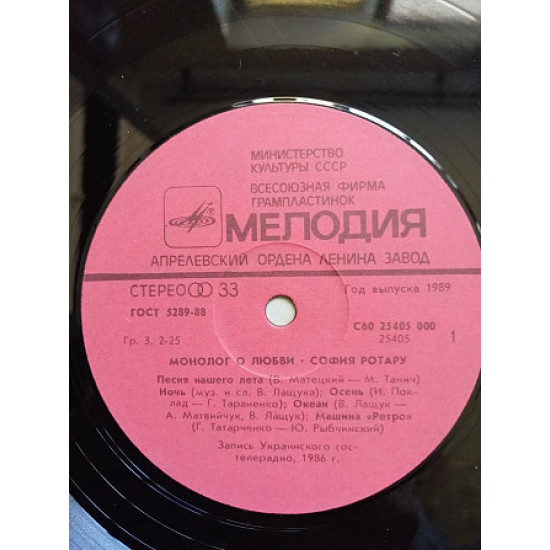 МИНИСТЕРСТВО
КУЛЬТУРЫ СССР
ВСЕСОЮЗНАЯ ФИРМА
ГРАМПЛАСТИНОК
МЕЛОДИЯ
АПРЕЛЕВСКИЙ ОРДЕНА ЛЕНИНА ЗАВОД
СТЕРЕО 33
Год выпуска 1989
ГОСТ 5289-88
С60 25405 000
Гр. 3. 2-25
25405
1
МОНОЛОГ О ЛЮБВИ · СОФИЯ РОТАРУ
Песня нашего лета (В. Матецкий — М. Танич)
Ночь (муз. и сл. В. Лащука); Осень (И. Пок-
лад — Г. Тараненко); Океан (В. Лащук —
А. Матвийчук, В. Лащук); Машина «Ретро»
(Г. Татарченко — Ю. Рыбчинский)
Запись Украинского гос-
телерадио, 1986 г.